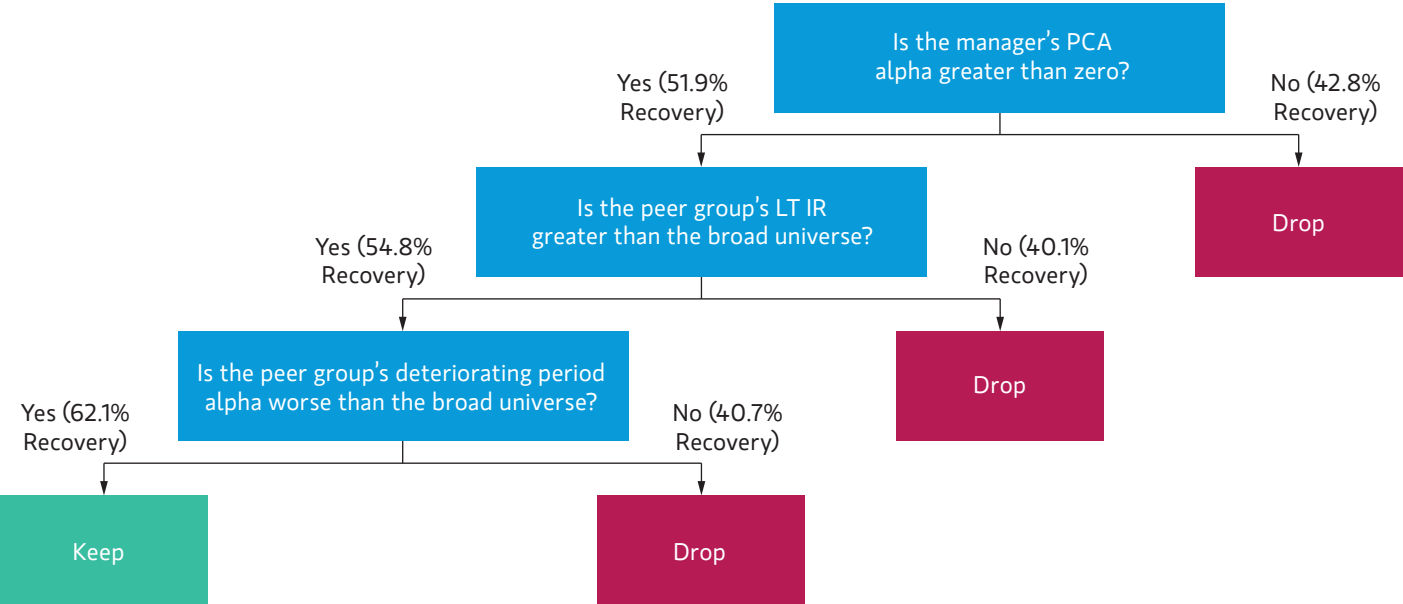 Is the manager's PCA
alpha greater than zero?
Yes (51.9%
Recovery)
No (42.8%
Recovery)
Is the peer group's LT IR
greater than the broad universe?
Drop
Yes (54.8%
Recovery)
No (40.1%
Recovery)
Is the peer group's deteriorating period
alpha worse than the broad universe?
Drop
Yes (62.1%
Recovery)
No (40.7%
Recovery)
Keep
Drop